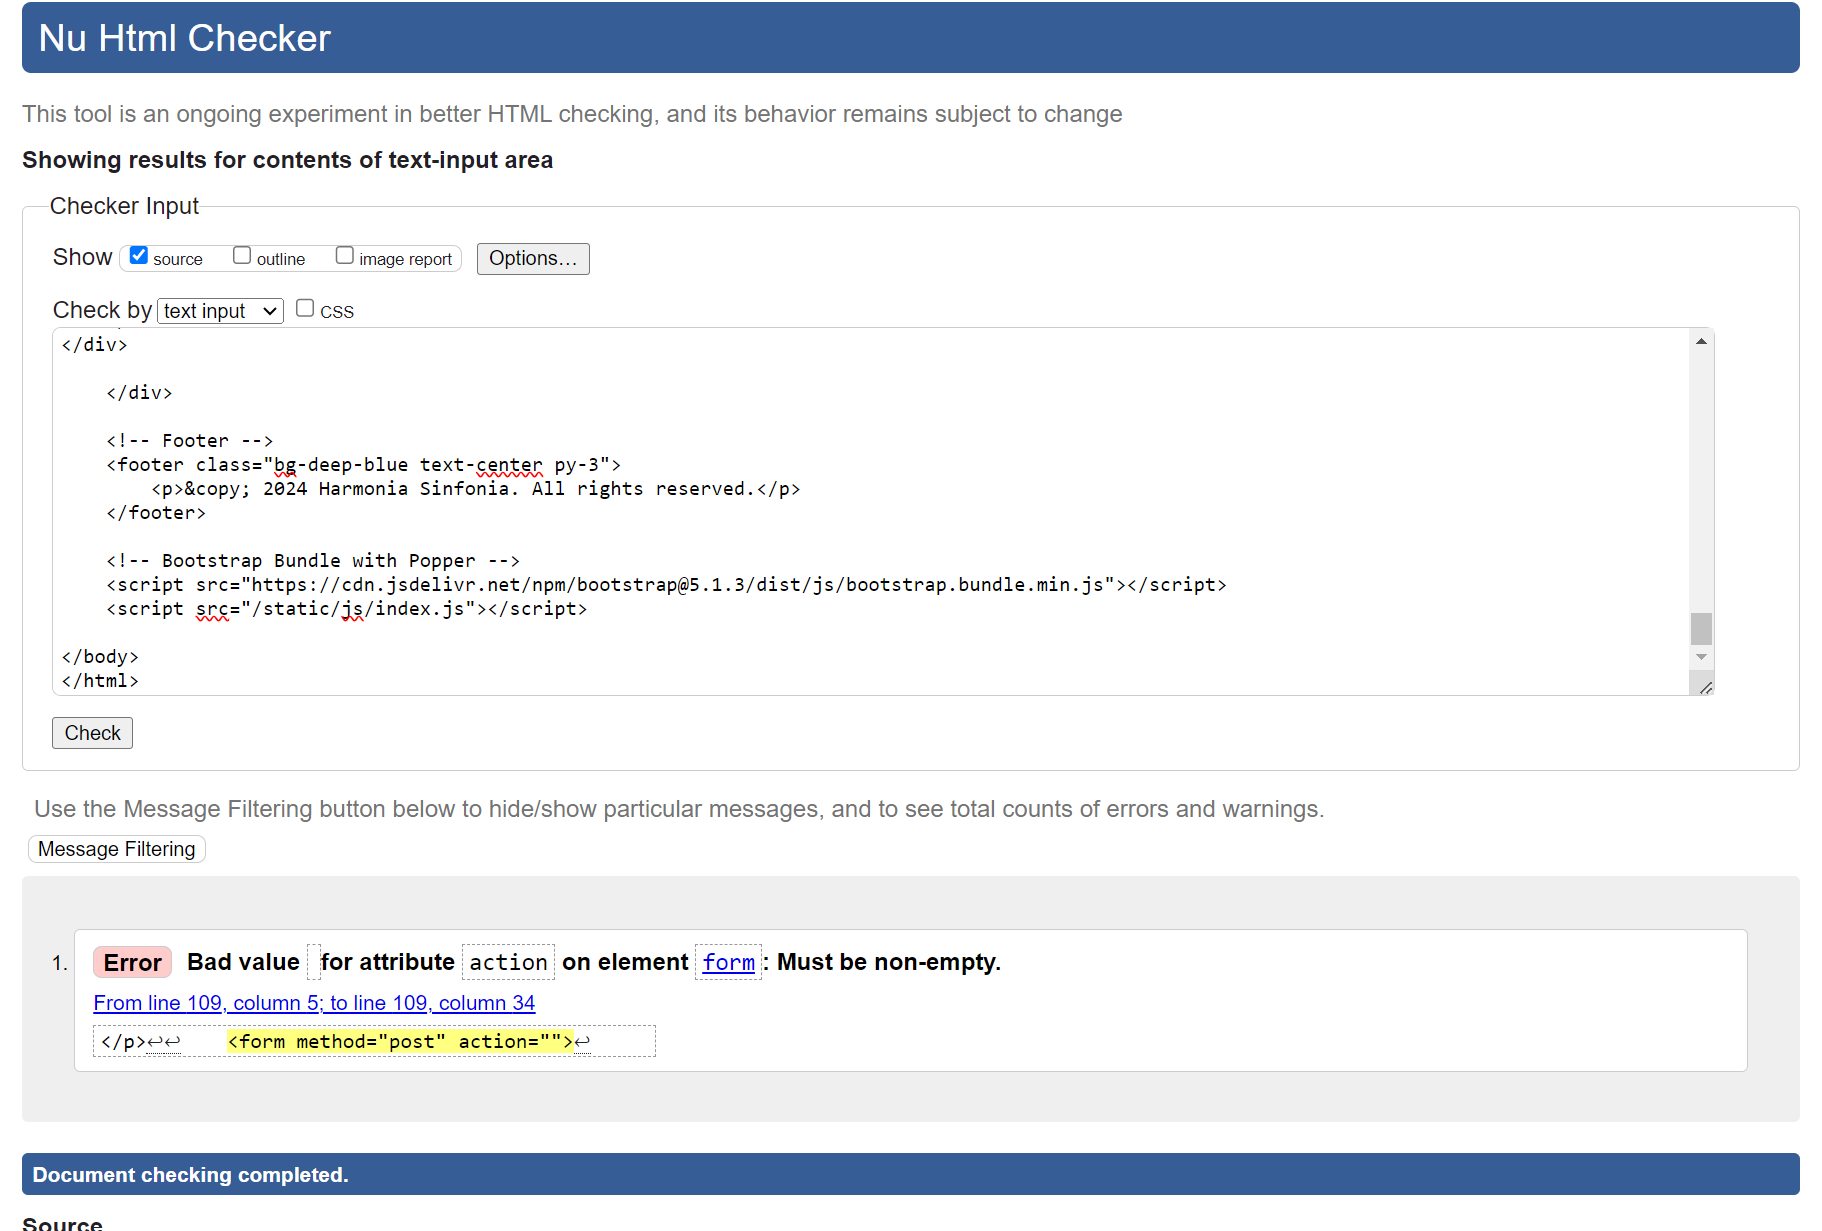 Nu Html Checker
This tool is an ongoing experiment in better HTML checking, and its behavior remains subject to change
Showing results for contents of text-input area
Checker Input
Show source outline image report Options…
Check by text input CSS
</div>
</div>
<!-- Footer -->
<footer class="bg-deep-blue text-center py-3">
<p>&copy; 2024 Harmonia Sinfonia. All rights reserved.</p>
</footer>
<!-- Bootstrap Bundle with Popper -->
<script src="https://cdn.jsdelivr.net/npm/bootstrap@5.1.3/dist/js/bootstrap.bundle.min.js"></script>
<script src="/static/js/index.js"></script>
</body>
</html>
Check
Use the Message Filtering button below to hide/show particular messages, and to see total counts of errors and warnings.
Message Filtering
1. Error Bad value for attribute action on element form: Must be non-empty.
From line 109, column 5; to line 109, column 34
</p>↩↩ <form method="post" action="">↩
Document checking completed.
Source